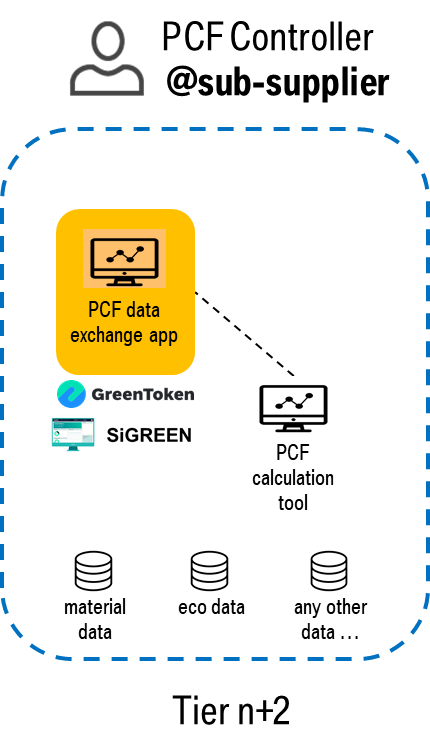 PCF Controller
@sub-supplier
PCF data
exchange app
GreenToken
SiGREEN
PCF
calculation
tool
material
data
eco data
any other
data ...
Tier n+2